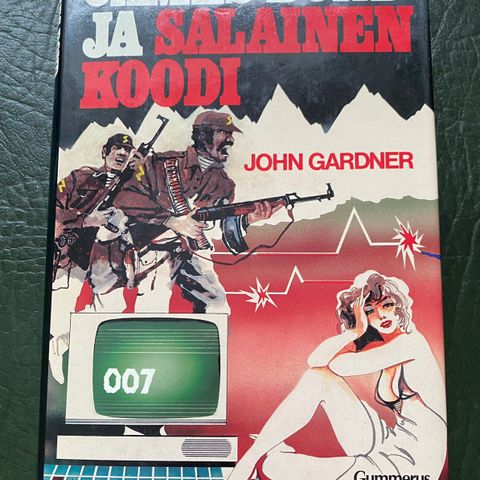 JA SALAINEN
KOODI
JOHN GARDNER
007
Gummerus